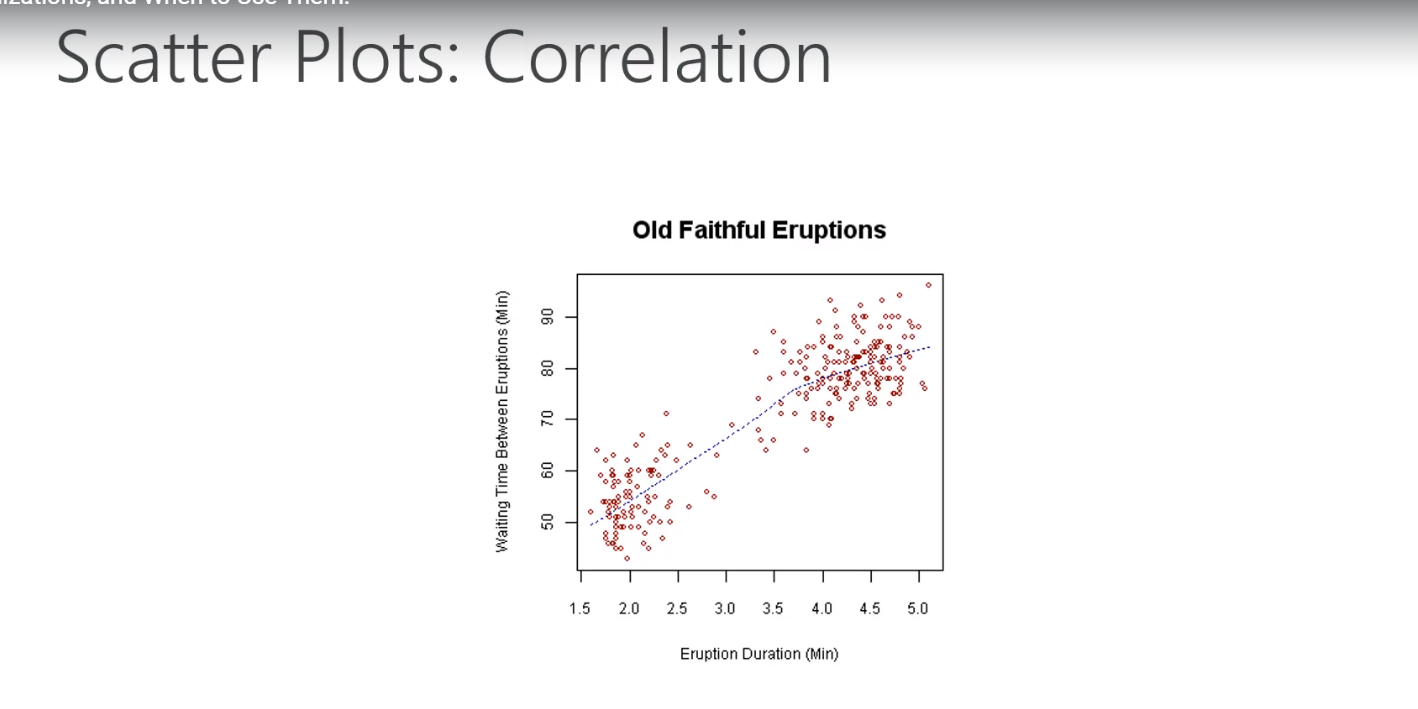 and When to Use Them.
Scatter Plots: Correlation
Old Faithful Eruptions
Waiting Time Between Eruptions (Min)
90
80
70
60
50
1.5 2.0 2.5 3.0 3.5 4.0 4.5 5.0
Eruption Duration (Min)